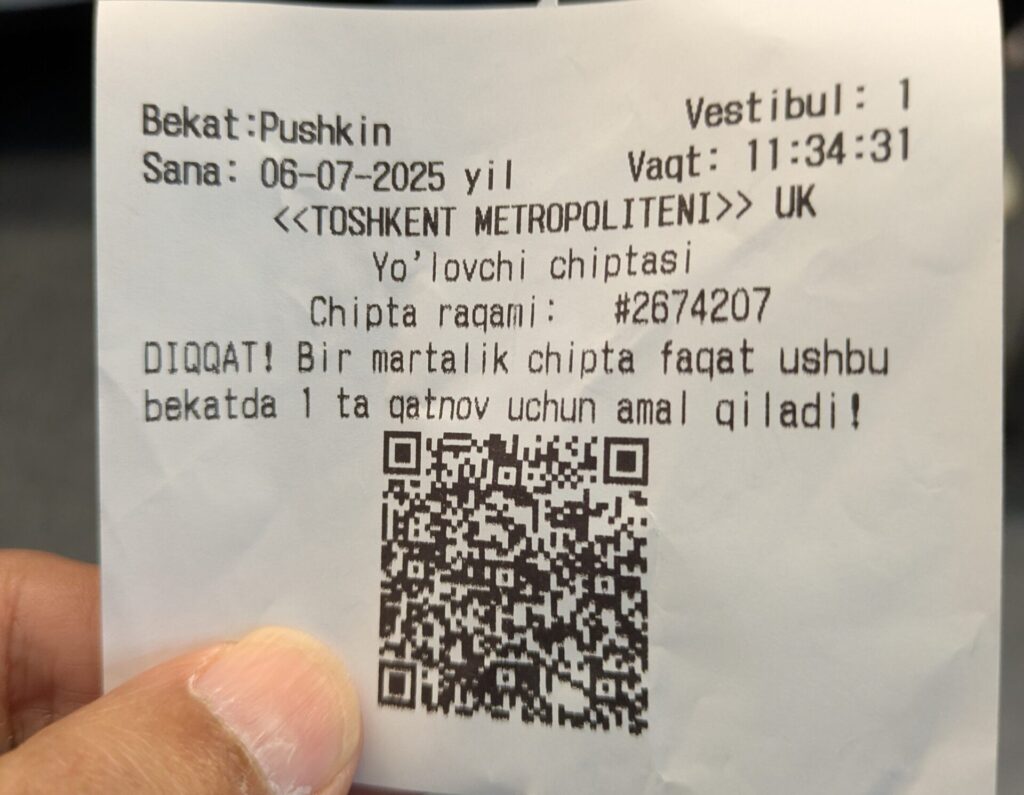 Bekat:Pushkin Vestibul: 1
Sana: 06-07-2025 yil Vaqt: 11:34:31
<<TOSHKENT METROPOLITENI>> UK
Yo'lovchi chiptasi
Chipta raqami: #2674207
DIQQAT! Bir martalik chipta faqat ushbu
bekatda 1 ta qatnov uchun amal qiladi!